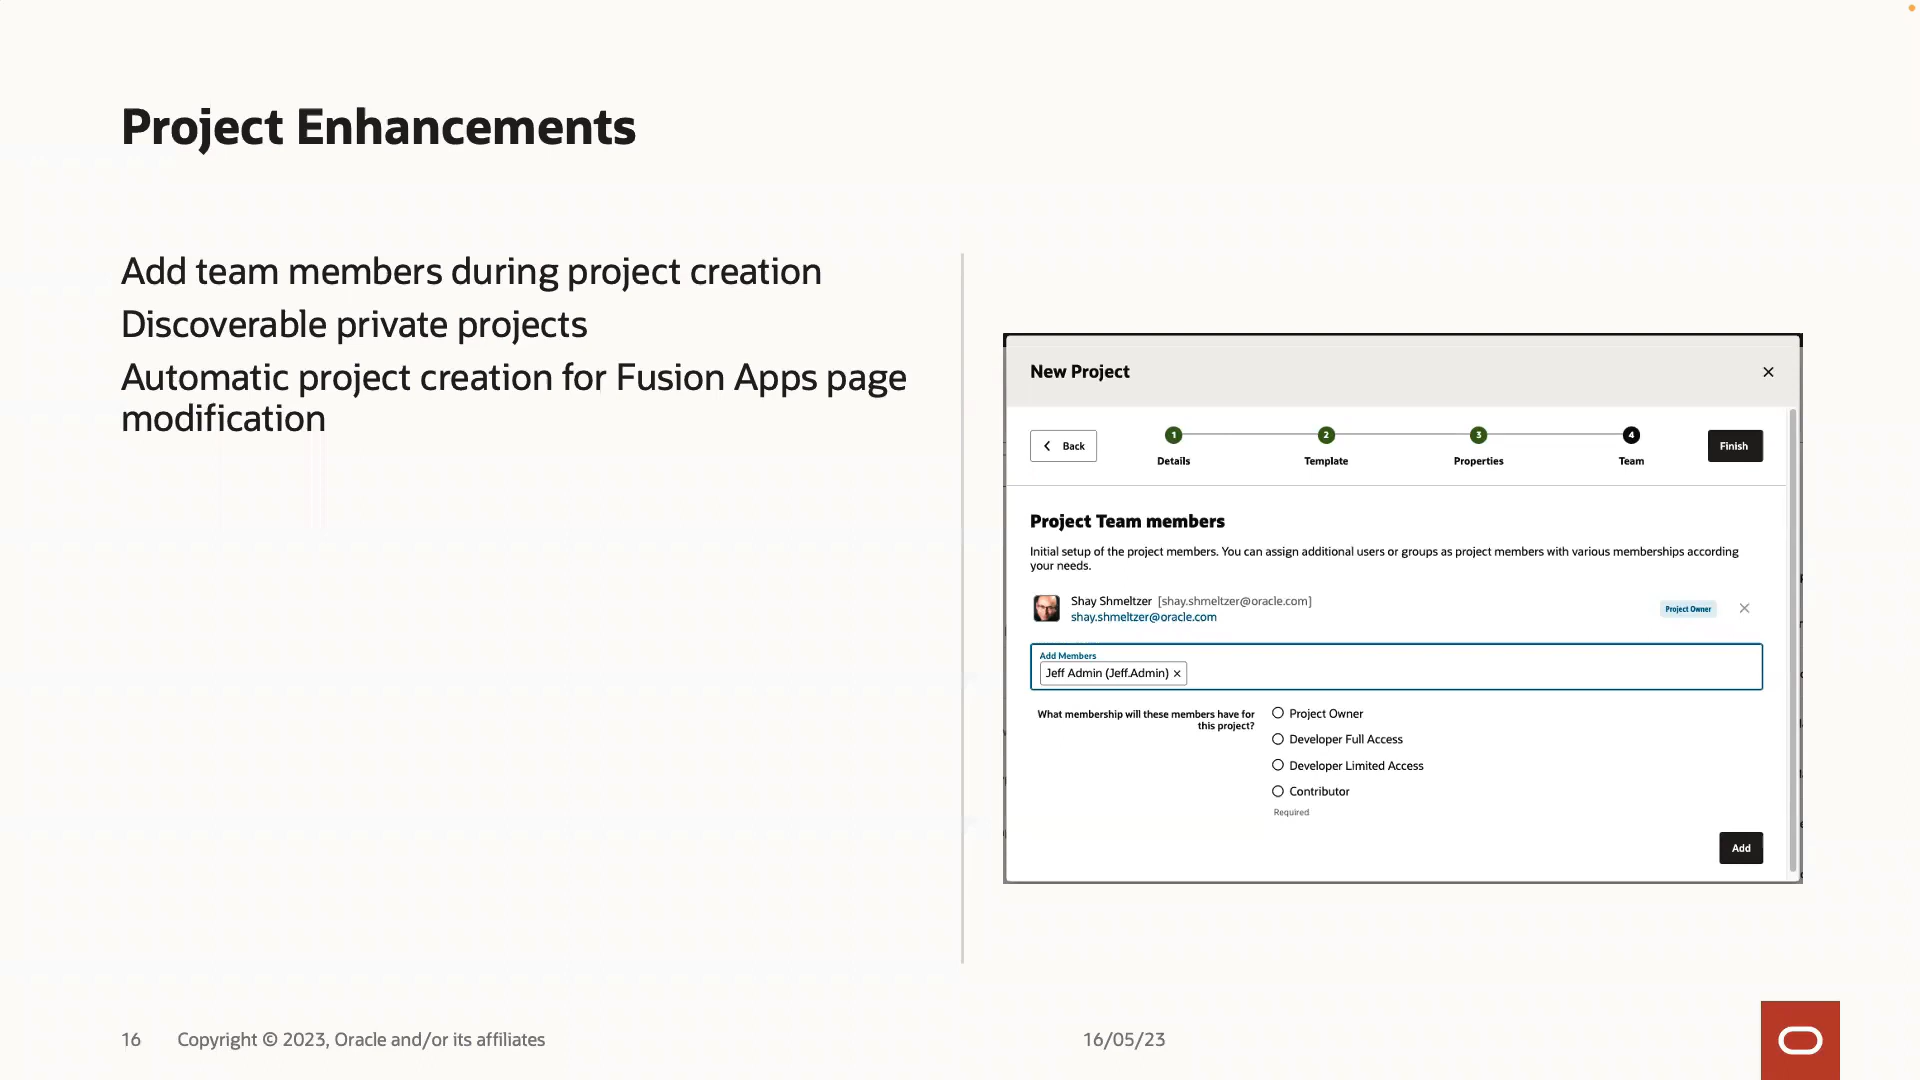 Project Enhancements
Add team members during project creation
Discoverable private projects
Automatic project creation for Fusion Apps page
modification
New Project
Back
1
2
3
4
Details
Template
Properties
Team
Finish
Project Team members
Initial setup of the project members. You can assign additional users or groups as project members with various memberships according
your needs.
Shay Shmeltzer [shay.shmeltzer@oracle.com]
shay.shmeltzer@oracle.com
Project Owner
Add Members
Jeff Admin (Jeff.Admin)
What membership will these members have for
this project?
Project Owner
Developer Full Access
Developer Limited Access
Contributor
Required
Add
16 Copyright © 2023, Oracle and/or its affiliates
16/05/23